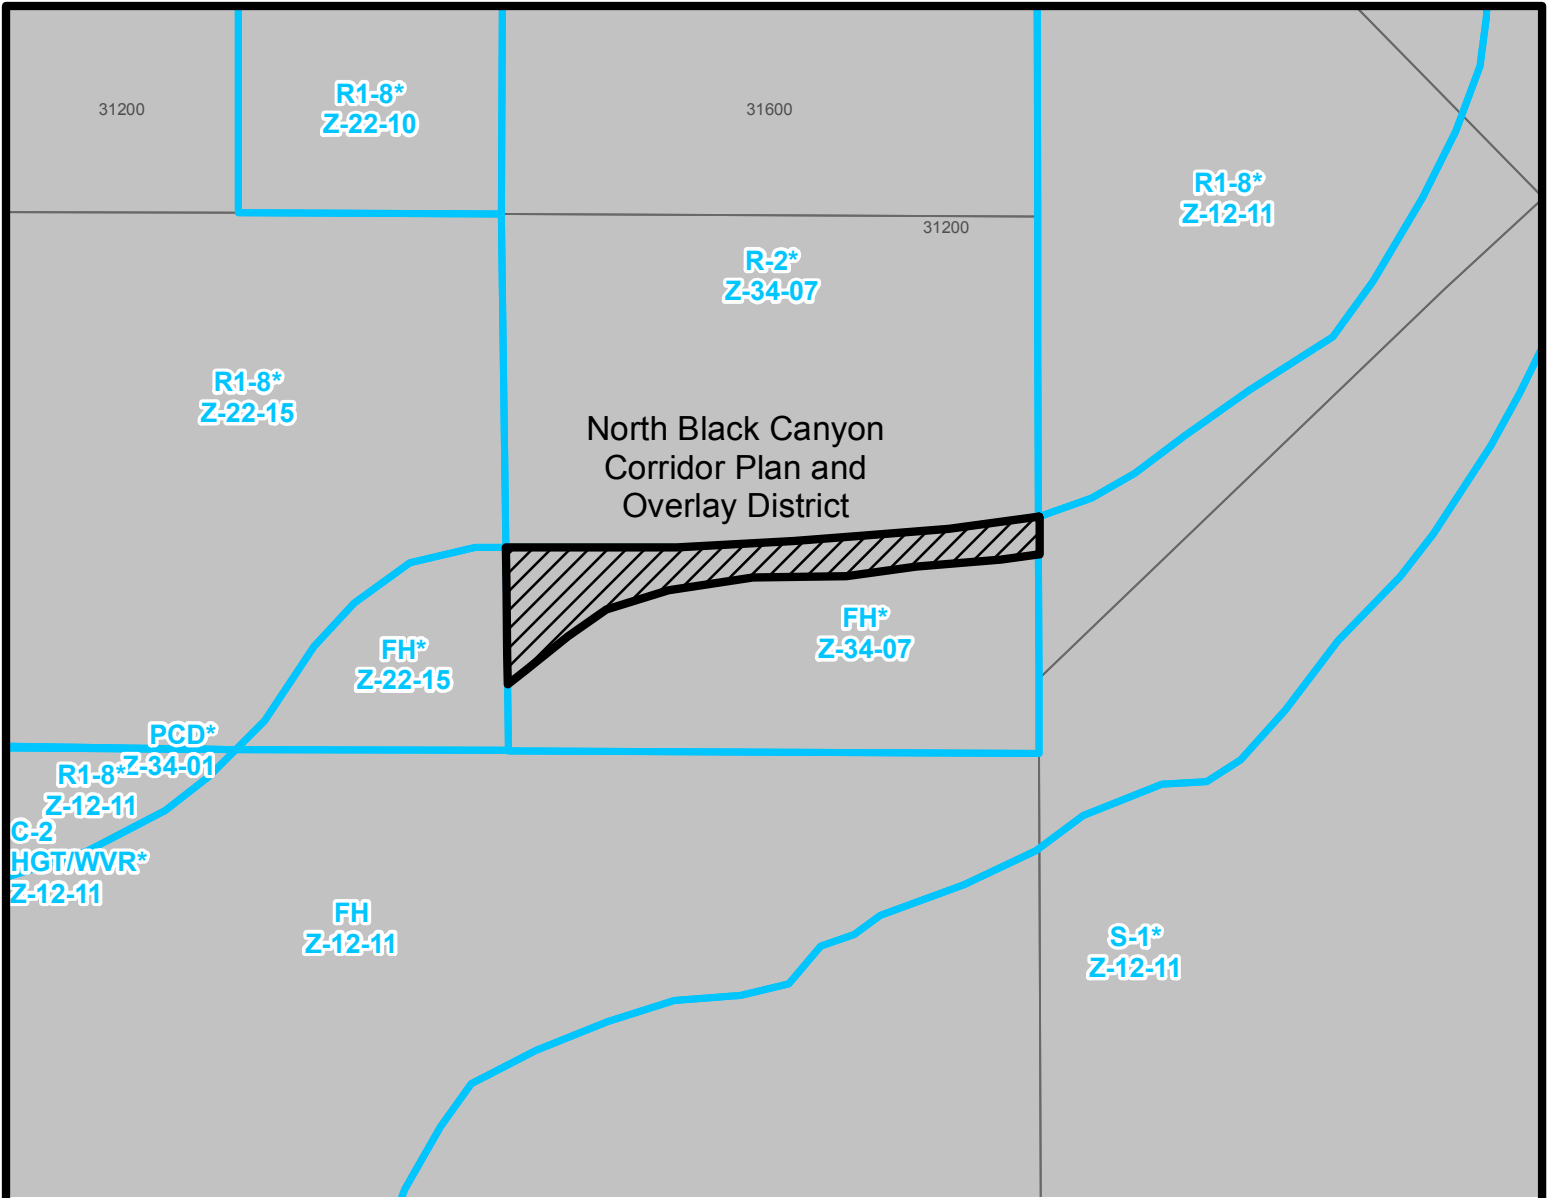 R1-8*
Z-22-10
31200
31600
R1-8*
Z-12-11
31200
R-2*
Z-34-07
R1-8*
Z-22-15
North Black Canyon
Corridor Plan and
Overlay District
FH*
Z-34-07
FH*
Z-22-15
PCD*
Z-34-01
R1-8*
Z-12-11
C-2
HGT/WVR*
Z-12-11
FH
Z-12-11
S-1*
Z-12-11